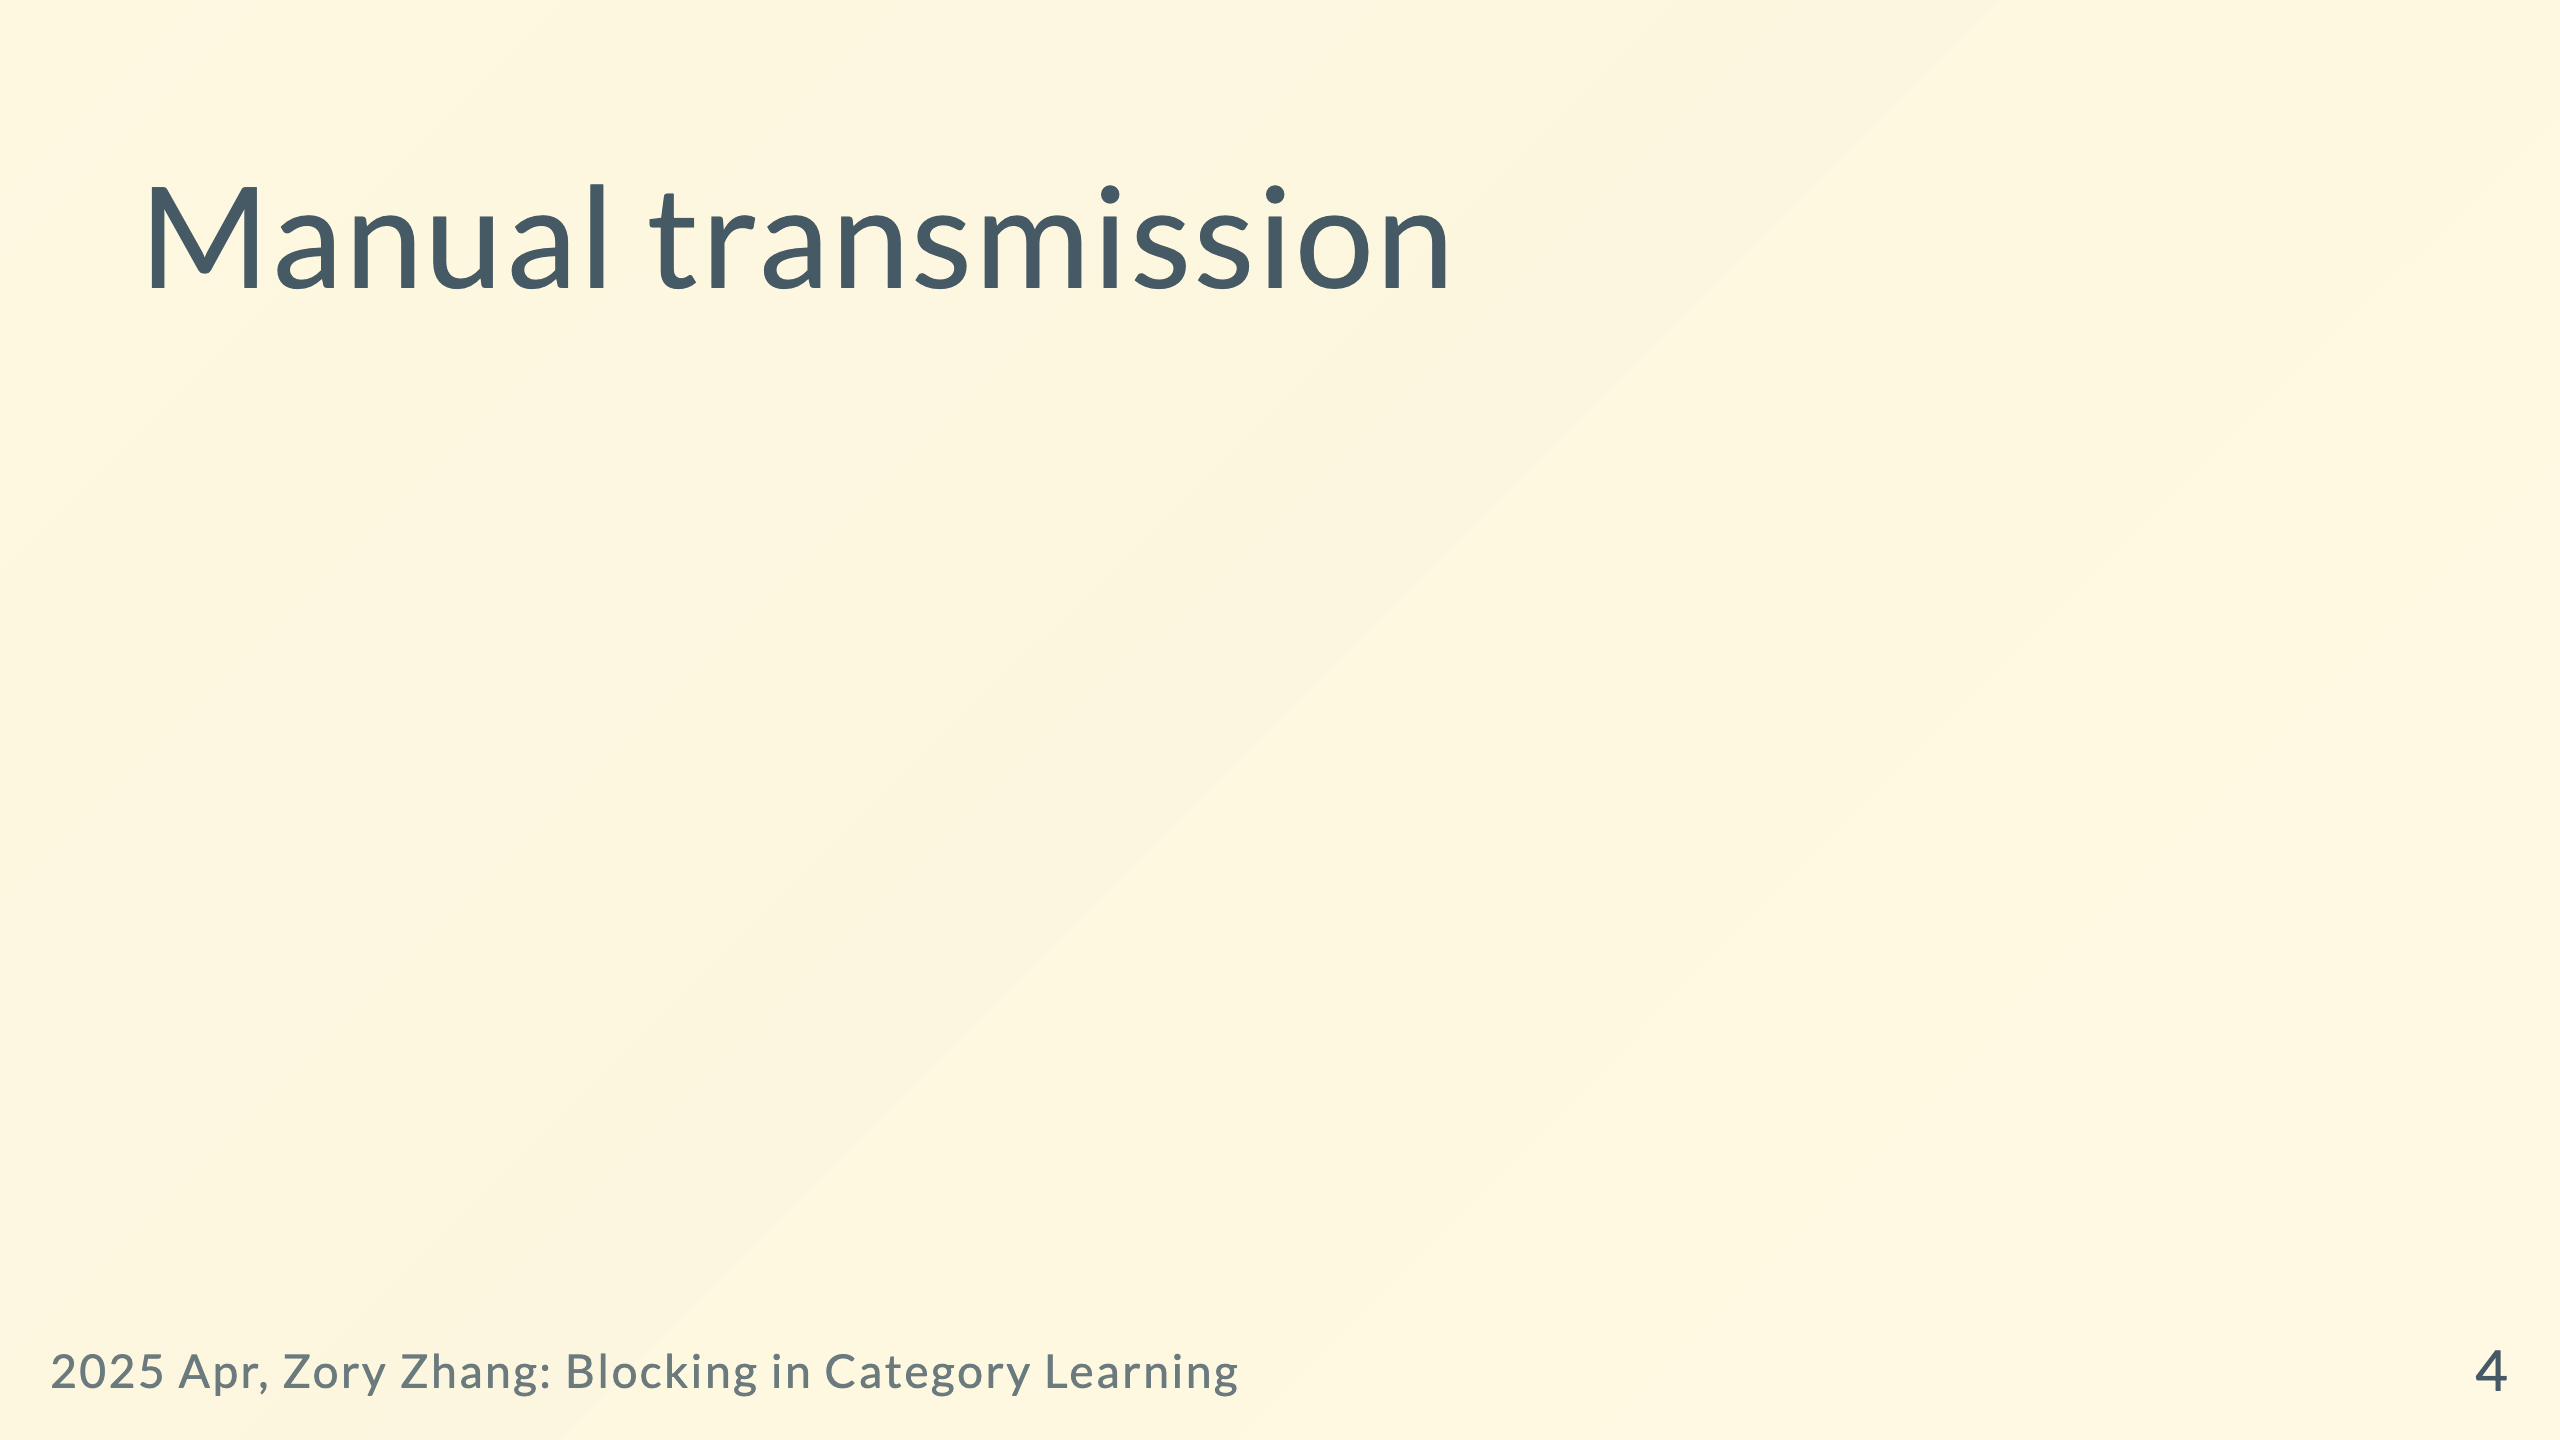 Manual transmission
2025 Apr, Zory Zhang: Blocking in Category Learning
4